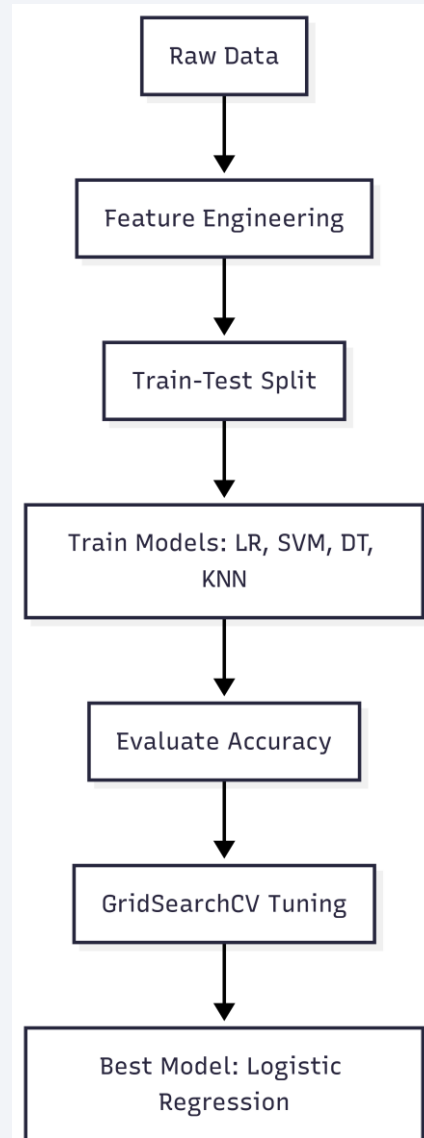 Raw Data
Feature Engineering
Train-Test Split
Train Models: LR, SVM, DT,
KNN
Evaluate Accuracy
GridSearchCV Tuning
Best Model: Logistic
Regression